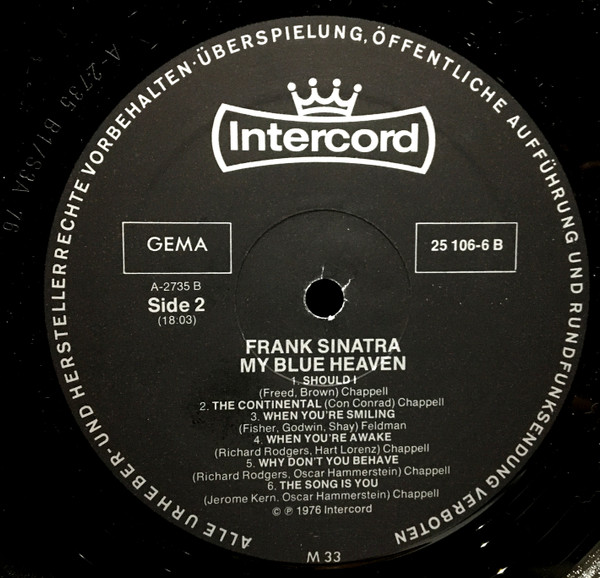 ALLE URHEBER- UND HERSTELLERRECHTE VORBEHALTEN · ÜBERSPIELUNG, ÖFFENTLICHE AUFFÜHRUNG UND RUNDFUNKSENDUNG VERBOTEN
A-2735 B1/S3A 76
Intercord
GEMA
25 106-6 B
A-2735 B
Side 2
(18:03)
FRANK SINATRA
MY BLUE HEAVEN
1. SHOULD I
(Freed, Brown) Chappell
2. THE CONTINENTAL (Con Conrad) Chappell
3. WHEN YOU'RE SMILING
(Fisher, Godwin, Shay) Feldman
4. WHEN YOU'RE AWAKE
(Richard Rodgers, Hart Lorenz) Chappell
5. WHY DON'T YOU BEHAVE
(Richard Rodgers, Oscar Hammerstein) Chappell
6. THE SONG IS YOU
(Jerome Kern. Oscar Hammerstein) Chappell
© ℗ 1976 Intercord
M 33